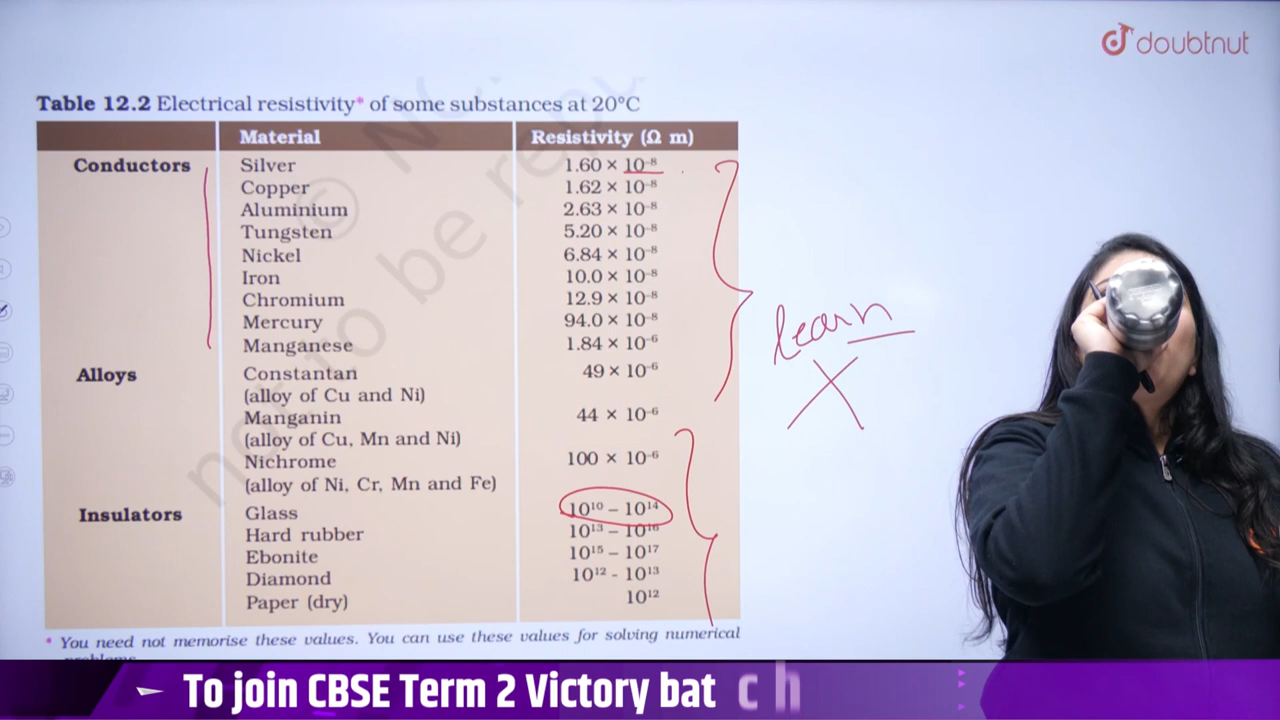 doubtnut
Table 12.2 Electrical resistivity* of some substances at 20°C
Material Resistivity (Ω m)
Conductors Silver 1.60 × 10⁻⁸
Copper 1.62 × 10⁻⁸
Aluminium 2.63 × 10⁻⁸
Tungsten 5.20 × 10⁻⁸
Nickel 6.84 × 10⁻⁸
Iron 10.0 × 10⁻⁸
Chromium 12.9 × 10⁻⁸
Mercury 94.0 × 10⁻⁸
Manganese 1.84 × 10⁻⁶
Alloys Constantan 49 × 10⁻⁶
(alloy of Cu and Ni)
Manganin 44 × 10⁻⁶
(alloy of Cu, Mn and Ni)
Nichrome 100 × 10⁻⁶
(alloy of Ni, Cr, Mn and Fe)
Insulators Glass 10¹⁰ – 10¹⁴
Hard rubber 10¹³ – 10¹⁶
Ebonite 10¹⁵ – 10¹⁷
Diamond 10¹² - 10¹³
Paper (dry) 10¹²
* You need not memorise these values. You can use these values for solving numerical
learn
not to be
To join CBSE Term 2 Victory bat c h